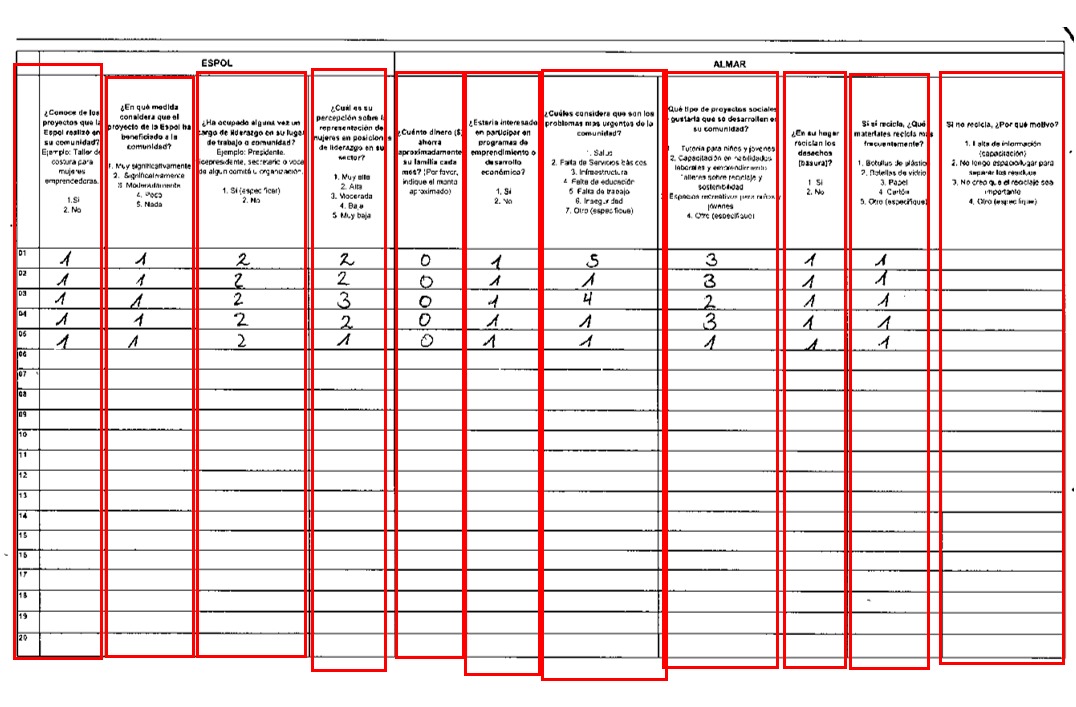 ESPOL
ALMAR
¿Conoce de los
proyectos que la
Espol realizó en
su comunidad?
Ejemplo: Taller de
costura para
mujeres
emprendedoras.
1. Si
2. No
¿En qué medida
considera que el
proyecto de la Espol ha
beneficiado a la
comunidad?
1. Muy significativamente
2. Significativamente
3. Moderadamente
4. Poco
5. Nada
¿Ha ocupado alguna vez un
cargo de liderazgo en su lugar
de trabajo o comunidad?
Ejemplo: Presidente,
vicepresidente, secretario o vocal
de algun comité u organización.
1. Sí (especificar)
2. No
¿Cuál es su
percepción sobre la
representación de
mujeres en posiciones
de liderazgo en su
sector?
1. Muy alta
2. Alta
3. Moderada
4. Baja
5. Muy baja
¿Cuánto dinero ($)
ahorra
aproximadamente
su familia cada
mes? (Por favor,
indique el monto
aproximado)
¿Estaría interesado
en participar en
programas de
emprendimiento o
desarrollo
económico?
1. Si
2. No
¿Cuáles considera que son los
problemas mas urgentes de la
comunidad?
1. Salud
2. Falta de Servicios básicos
3. Infraestructura
4. Falta de educación
5. Falta de trabajo
6. Inseguridad
7. Otro (especifique)
Qué tipo de proyectos sociales
gustaría que se desarrollen en
su comunidad?
1. Tutoria para niños y jóvenes
2. Capacitación en habilidades
laborales y emprendimiento
Talleres sobre reciclaje y
sostenibilidad
Espacios recreativos para niños y
jóvenes
4. Otro (especifique)
¿En su hogar
reciclan los
desechos
(basura)?
1. Si
2. No
Si si recicla, ¿Qué
materiales recicla mas
frecuentemente?
1. Botellas de plástico
2. Botellas de vidrio
3. Papel
4. Cartón
5. Otro (especifique)
Si no recicla, ¿Por qué motivo?
1. Falta de información
(capacitación)
2. No tengo espacio/lugar para
separar los residuos
3. No creo que el reciclaje sea
importante
4. Otro (especifique)
01 1 1 2 2 0 1 5 3 1 1
02 1 1 2 2 0 1 1 3 1 1
03 1 1 2 3 0 1 4 2 1 1
04 1 1 2 2 0 1 1 3 1 1
05 1 1 2 1 0 1 1 1 1 1
06
07
08
09
10
11
12
13
14
15
16
17
18
19
20